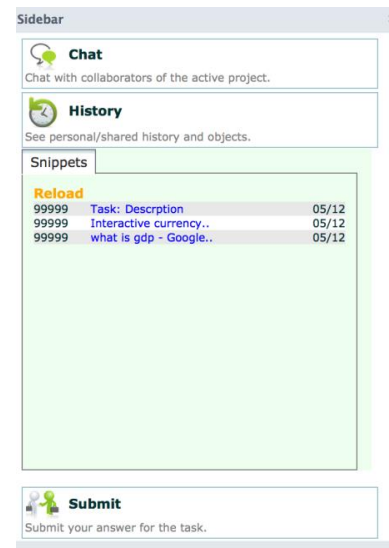 Sidebar
Chat
Chat with collaborators of the active project.
History
See personal/shared history and objects.
Snippets
Reload
99999 Task: Descrption 05/12
99999 Interactive currency.. 05/12
99999 what is gdp - Google.. 05/12
Submit
Submit your answer for the task.